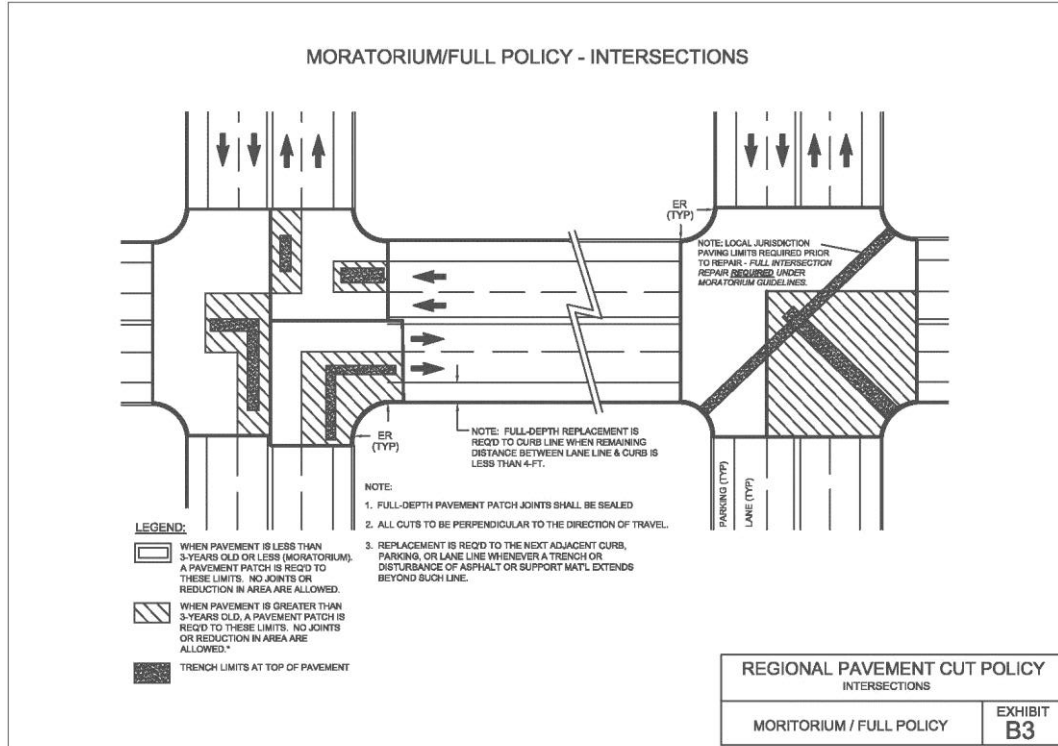 MORATORIUM/FULL POLICY - INTERSECTIONS
ER
(TYP)
ER
(TYP)
NOTE: LOCAL JURISDICTION
PAVING LIMITS REQUIRED PRIOR
TO REPAIR - FULL INTERSECTION
REPAIR REQUIRED UNDER
MORATORIUM GUIDELINES.
NOTE: FULL-DEPTH REPLACEMENT IS
REQ'D TO CURB LINE WHEN REMAINING
DISTANCE BETWEEN LANE LINE & CURB IS
LESS THAN 4-FT.
PARKING (TYP)
LANE (TYP)
NOTE:
1. FULL-DEPTH PAVEMENT PATCH JOINTS SHALL BE SEALED
2. ALL CUTS TO BE PERPENDICULAR TO THE DIRECTION OF TRAVEL.
3. REPLACEMENT IS REQ'D TO THE NEXT ADJACENT CURB,
PARKING, OR LANE LINE WHENEVER A TRENCH OR
DISTURBANCE OF ASPHALT OR SUPPORT MAT'L EXTENDS
BEYOND SUCH LINE.
LEGEND:
WHEN PAVEMENT IS LESS THAN
3-YEARS OLD OR LESS (MORATORIUM).
A PAVEMENT PATCH IS REQ'D TO
THESE LIMITS. NO JOINTS OR
REDUCTION IN AREA ARE ALLOWED.
WHEN PAVEMENT IS GREATER THAN
3-YEARS OLD, A PAVEMENT PATCH IS
REQ'D TO THESE LIMITS. NO JOINTS
OR REDUCTION IN AREA ARE
ALLOWED.*
TRENCH LIMITS AT TOP OF PAVEMENT
REGIONAL PAVEMENT CUT POLICY
INTERSECTIONS
MORITORIUM / FULL POLICY
EXHIBIT
B3